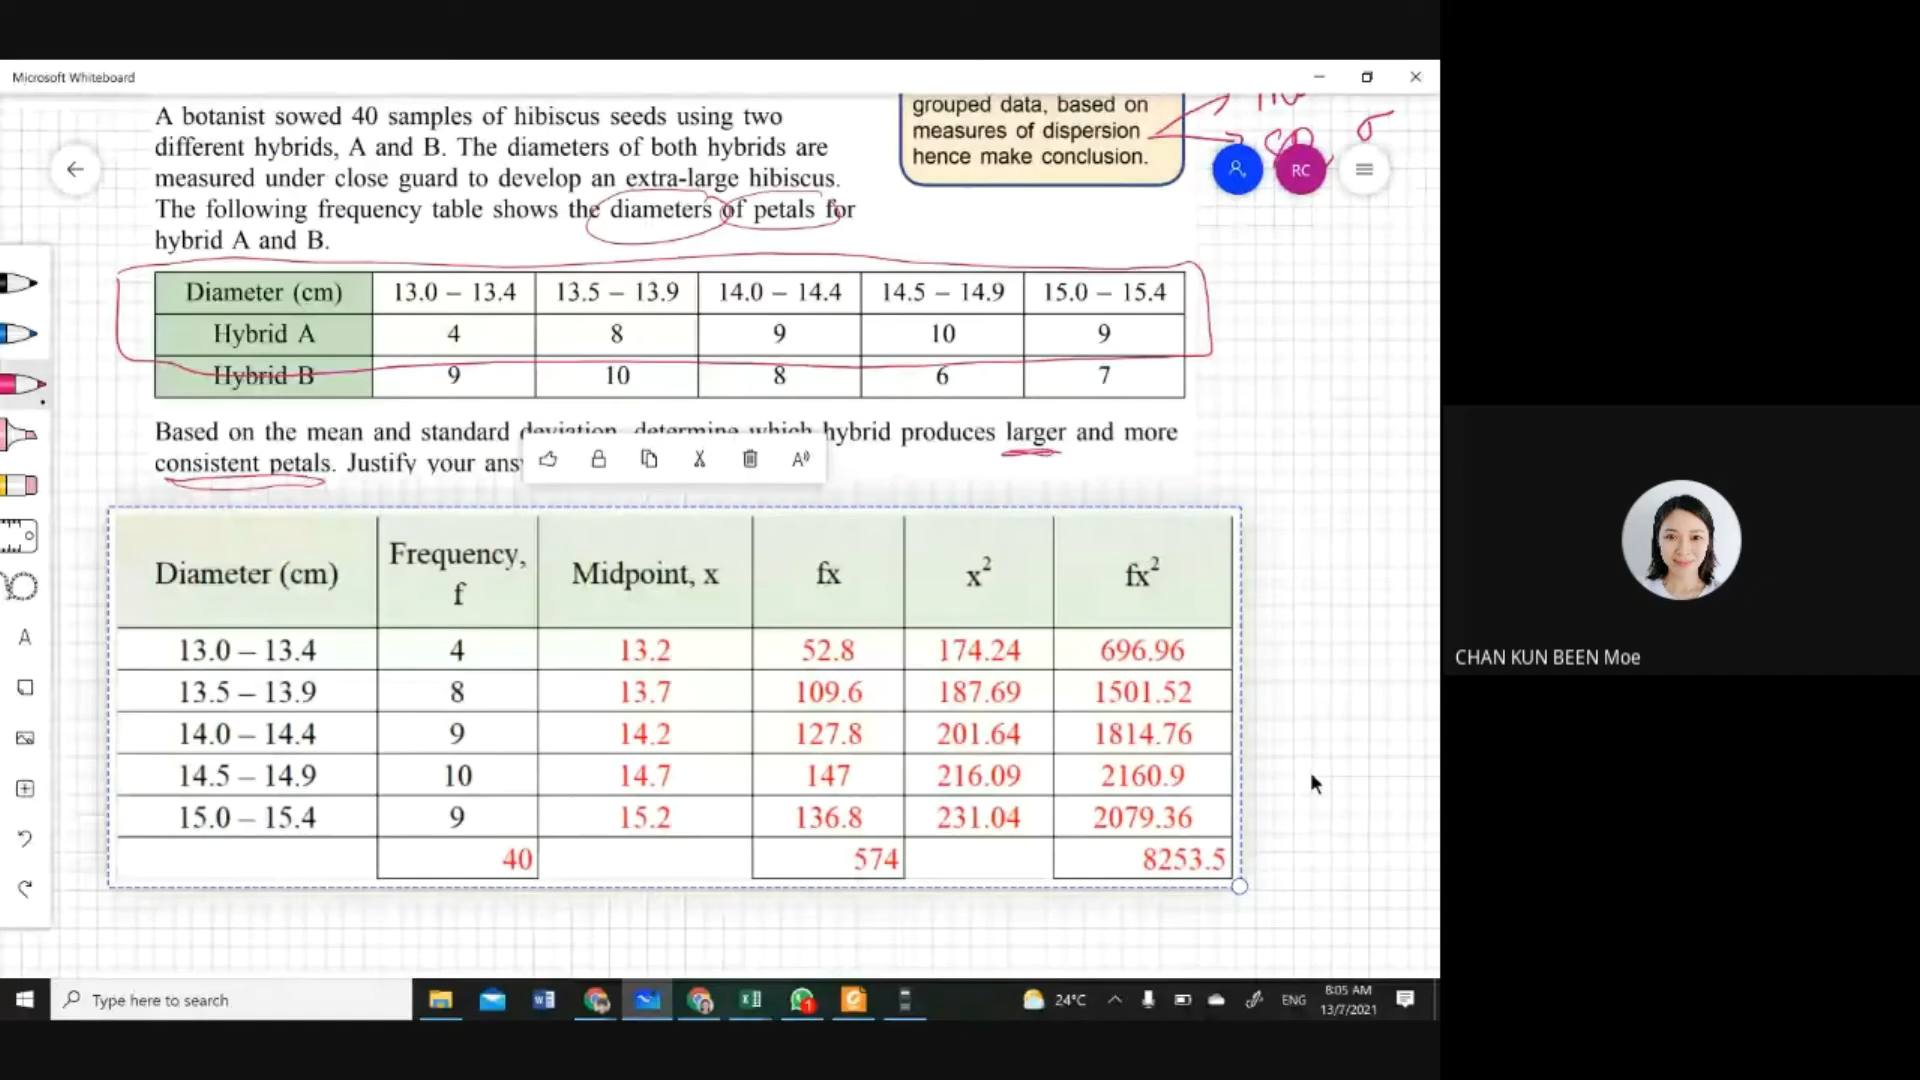 Microsoft Whiteboard
A botanist sowed 40 samples of hibiscus seeds using two
different hybrids, A and B. The diameters of both hybrids are
measured under close guard to develop an extra-large hibiscus.
The following frequency table shows the diameters of petals for
hybrid A and B.
grouped data, based on
measures of dispersion
hence make conclusion.
σ
RC
Diameter (cm) 13.0 – 13.4 13.5 – 13.9 14.0 – 14.4 14.5 – 14.9 15.0 – 15.4
Hybrid A 4 8 9 10 9
Hybrid B 9 10 8 6 7
Based on the mean and standard deviation, determine which hybrid produces larger and more
consistent petals. Justify your
Diameter (cm) Frequency, f Midpoint, x fx x² fx²
13.0 – 13.4 4 13.2 52.8 174.24 696.96
13.5 – 13.9 8 13.7 109.6 187.69 1501.52
14.0 – 14.4 9 14.2 127.8 201.64 1814.76
14.5 – 14.9 10 14.7 147 216.09 2160.9
15.0 – 15.4 9 15.2 136.8 231.04 2079.36
40 574 8253.5
CHAN KUN BEEN Moe
Type here to search
24°C
ENG
8:05 AM
13/7/2021